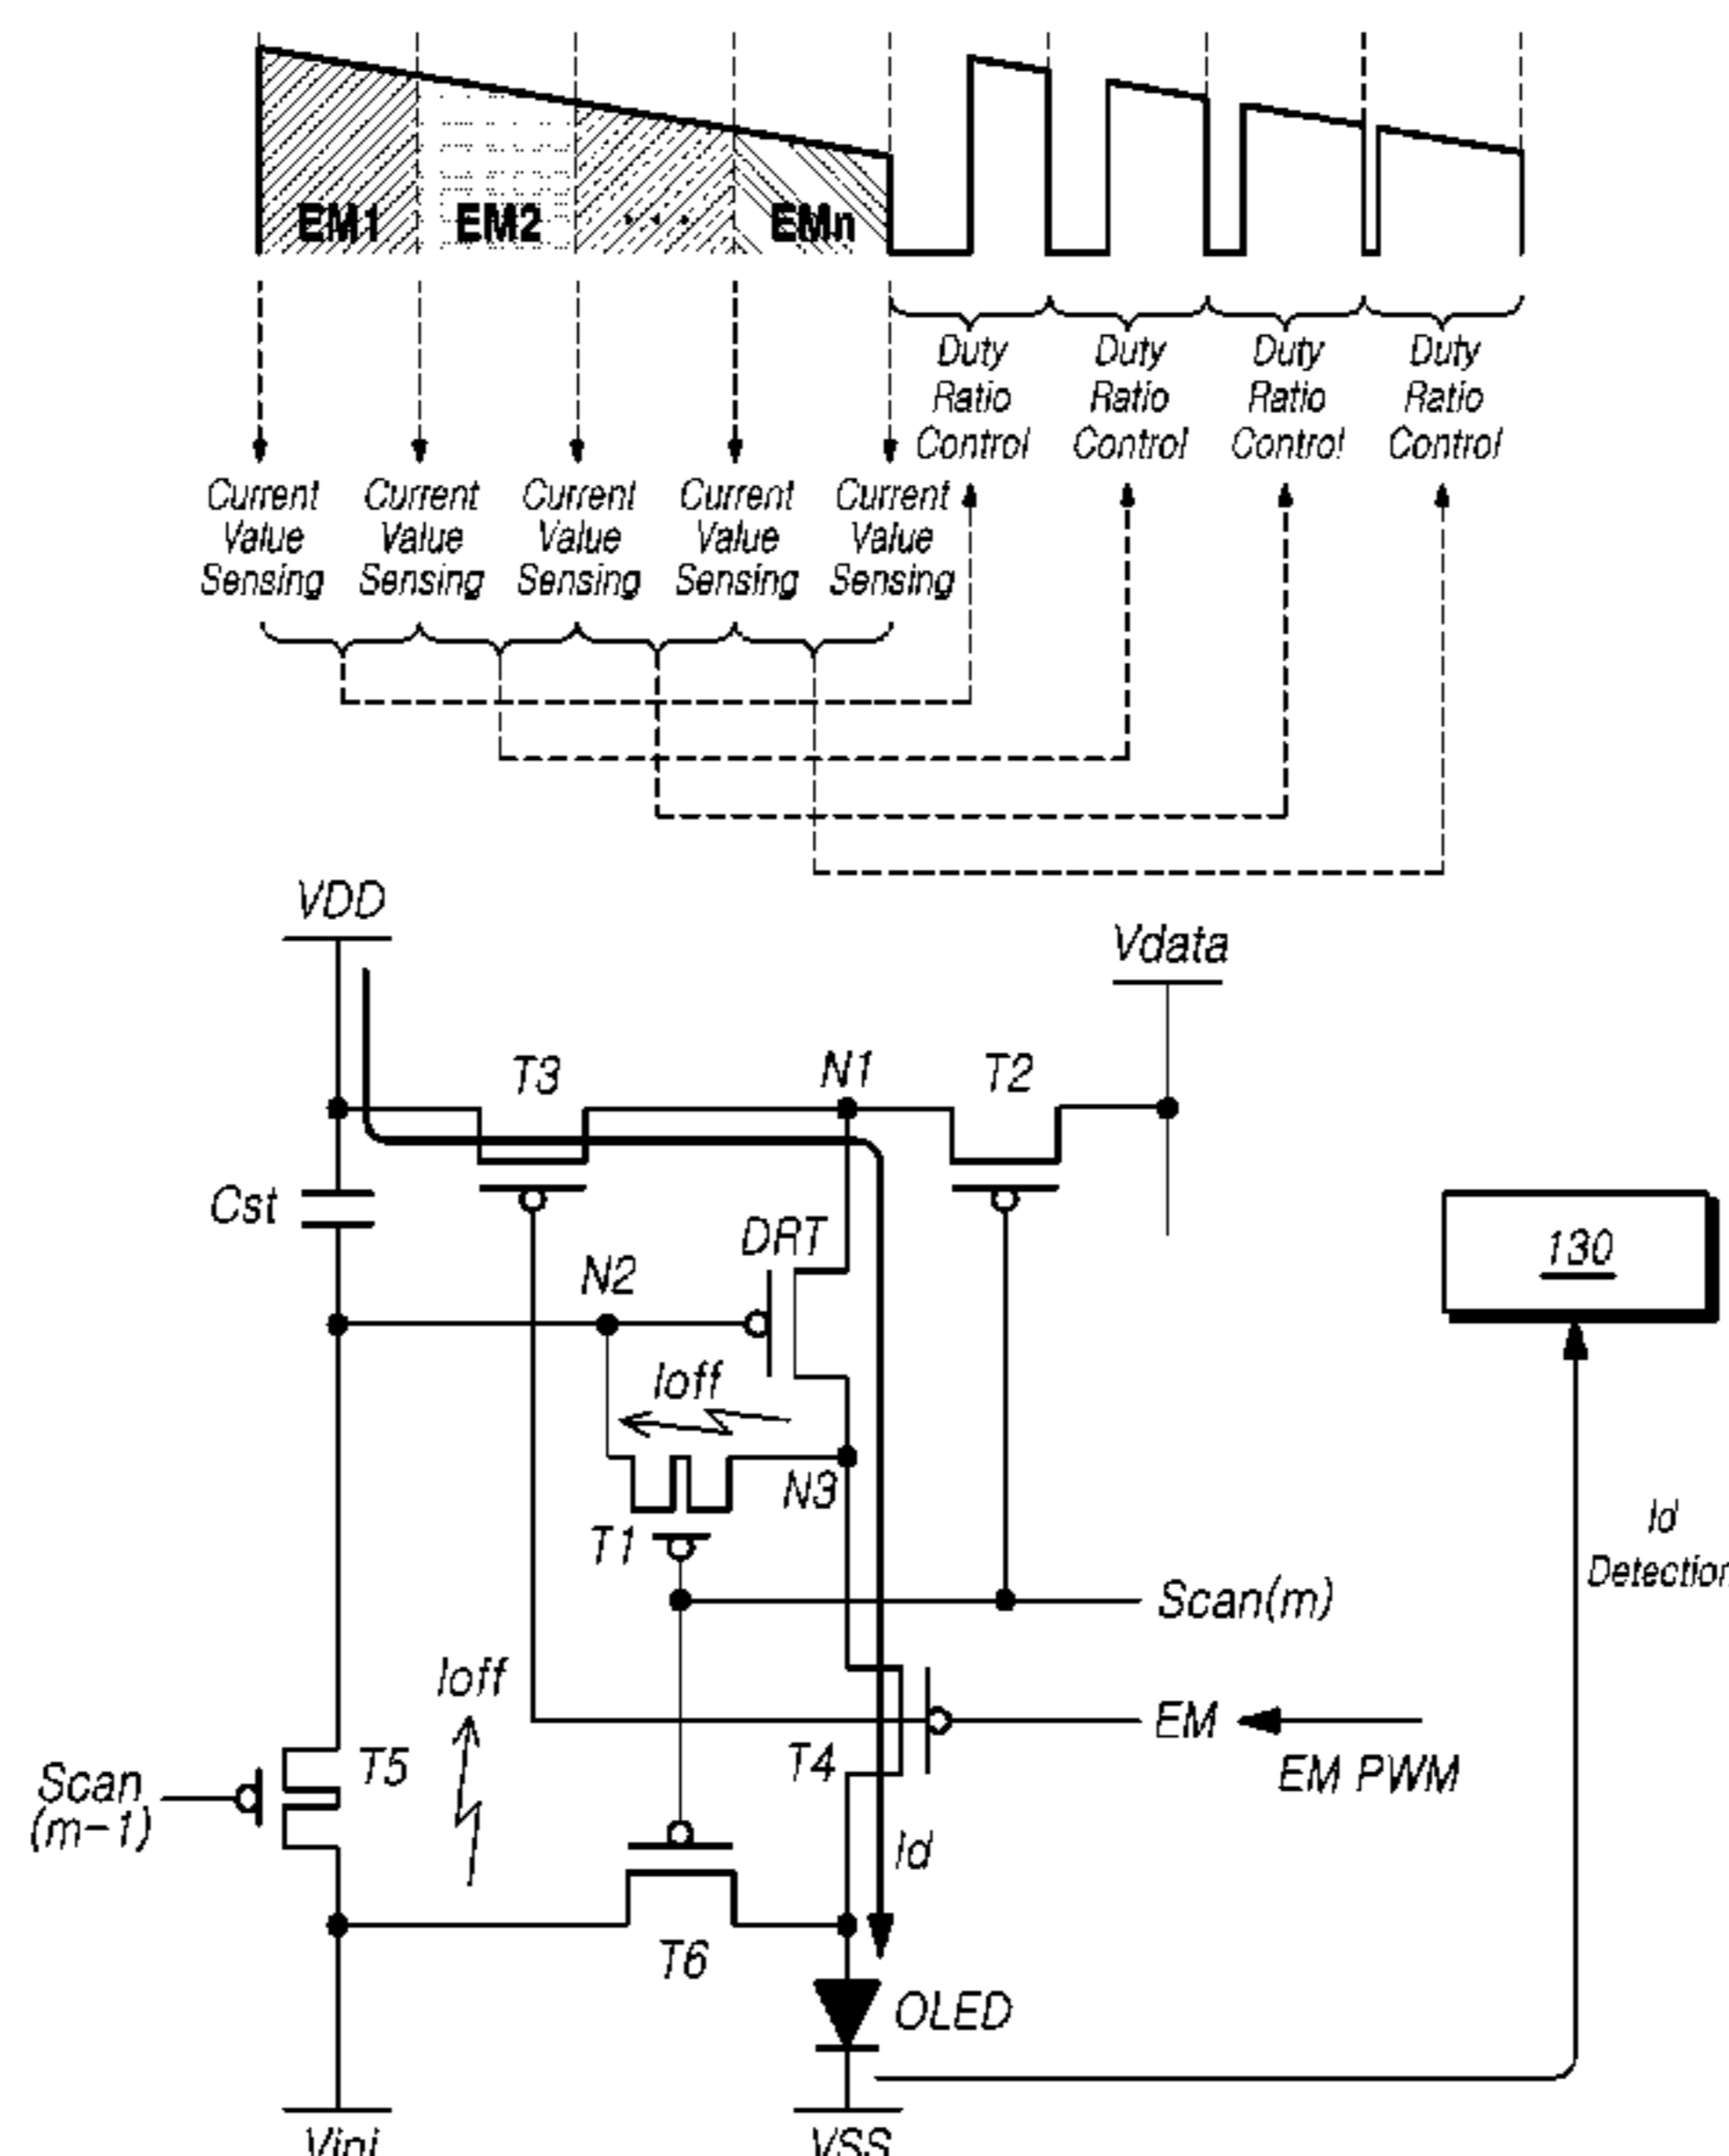 EM1 EM2 . . . EMn
Duty Duty Duty Duty
Ratio Ratio Ratio Ratio
Control Control Control Control
Current Current Current Current Current
Value Value Value Value Value
Sensing Sensing Sensing Sensing Sensing
VDD
Vdata
T3 N1 T2
Cst
DRT
130
N2
Ioff
N3
T1
Id
Detection
Scan(m)
Ioff
EM
T4
EM PWM
T5
Scan
(m-1)
Id
T6
OLED
Vini VSS